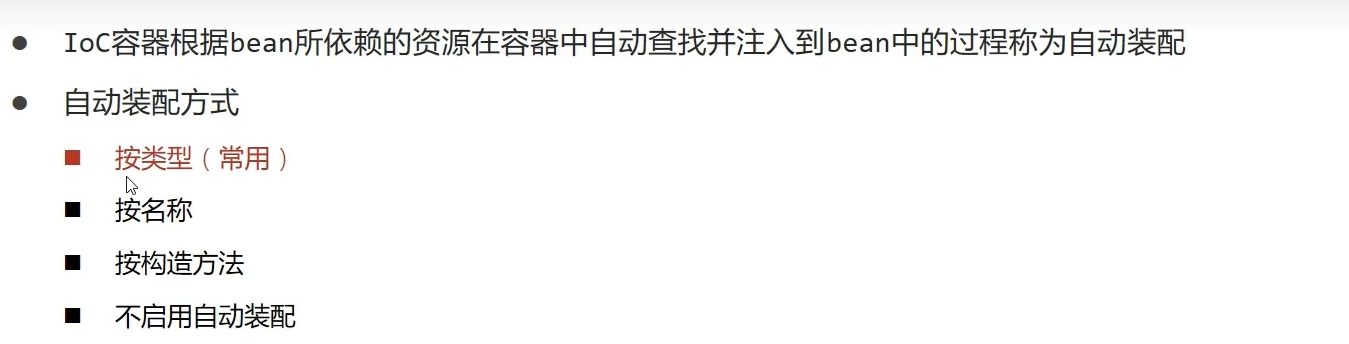 IoC容器根据bean所依赖的资源在容器中自动查找并注入到bean中的过程称为自动装配
自动装配方式
按类型（常用）
按名称
按构造方法
不启用自动装配